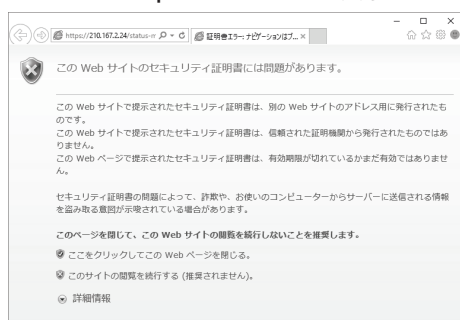 https://210.167.2.24/status-m
証明書エラー: ナビゲーションはブ...
この Web サイトのセキュリティ証明書には問題があります。
この Web サイトで提示されたセキュリティ証明書は、別の Web サイトのアドレス用に発行されたも
のです。
この Web サイトで提示されたセキュリティ証明書は、信頼された証明機関から発行されたものではあ
りません。
この Web ページで提示されたセキュリティ証明書は、有効期限が切れているかまだ有効ではありませ
ん。
セキュリティ証明書の問題によって、詐欺や、お使いのコンピューターからサーバーに送信される情報
を盗み取る意図が示唆されている場合があります。
このページを閉じて、この Web サイトの閲覧を続行しないことを推奨します。
ここをクリックしてこの Web ページを閉じる。
このサイトの閲覧を続行する (推奨されません)。
詳細情報